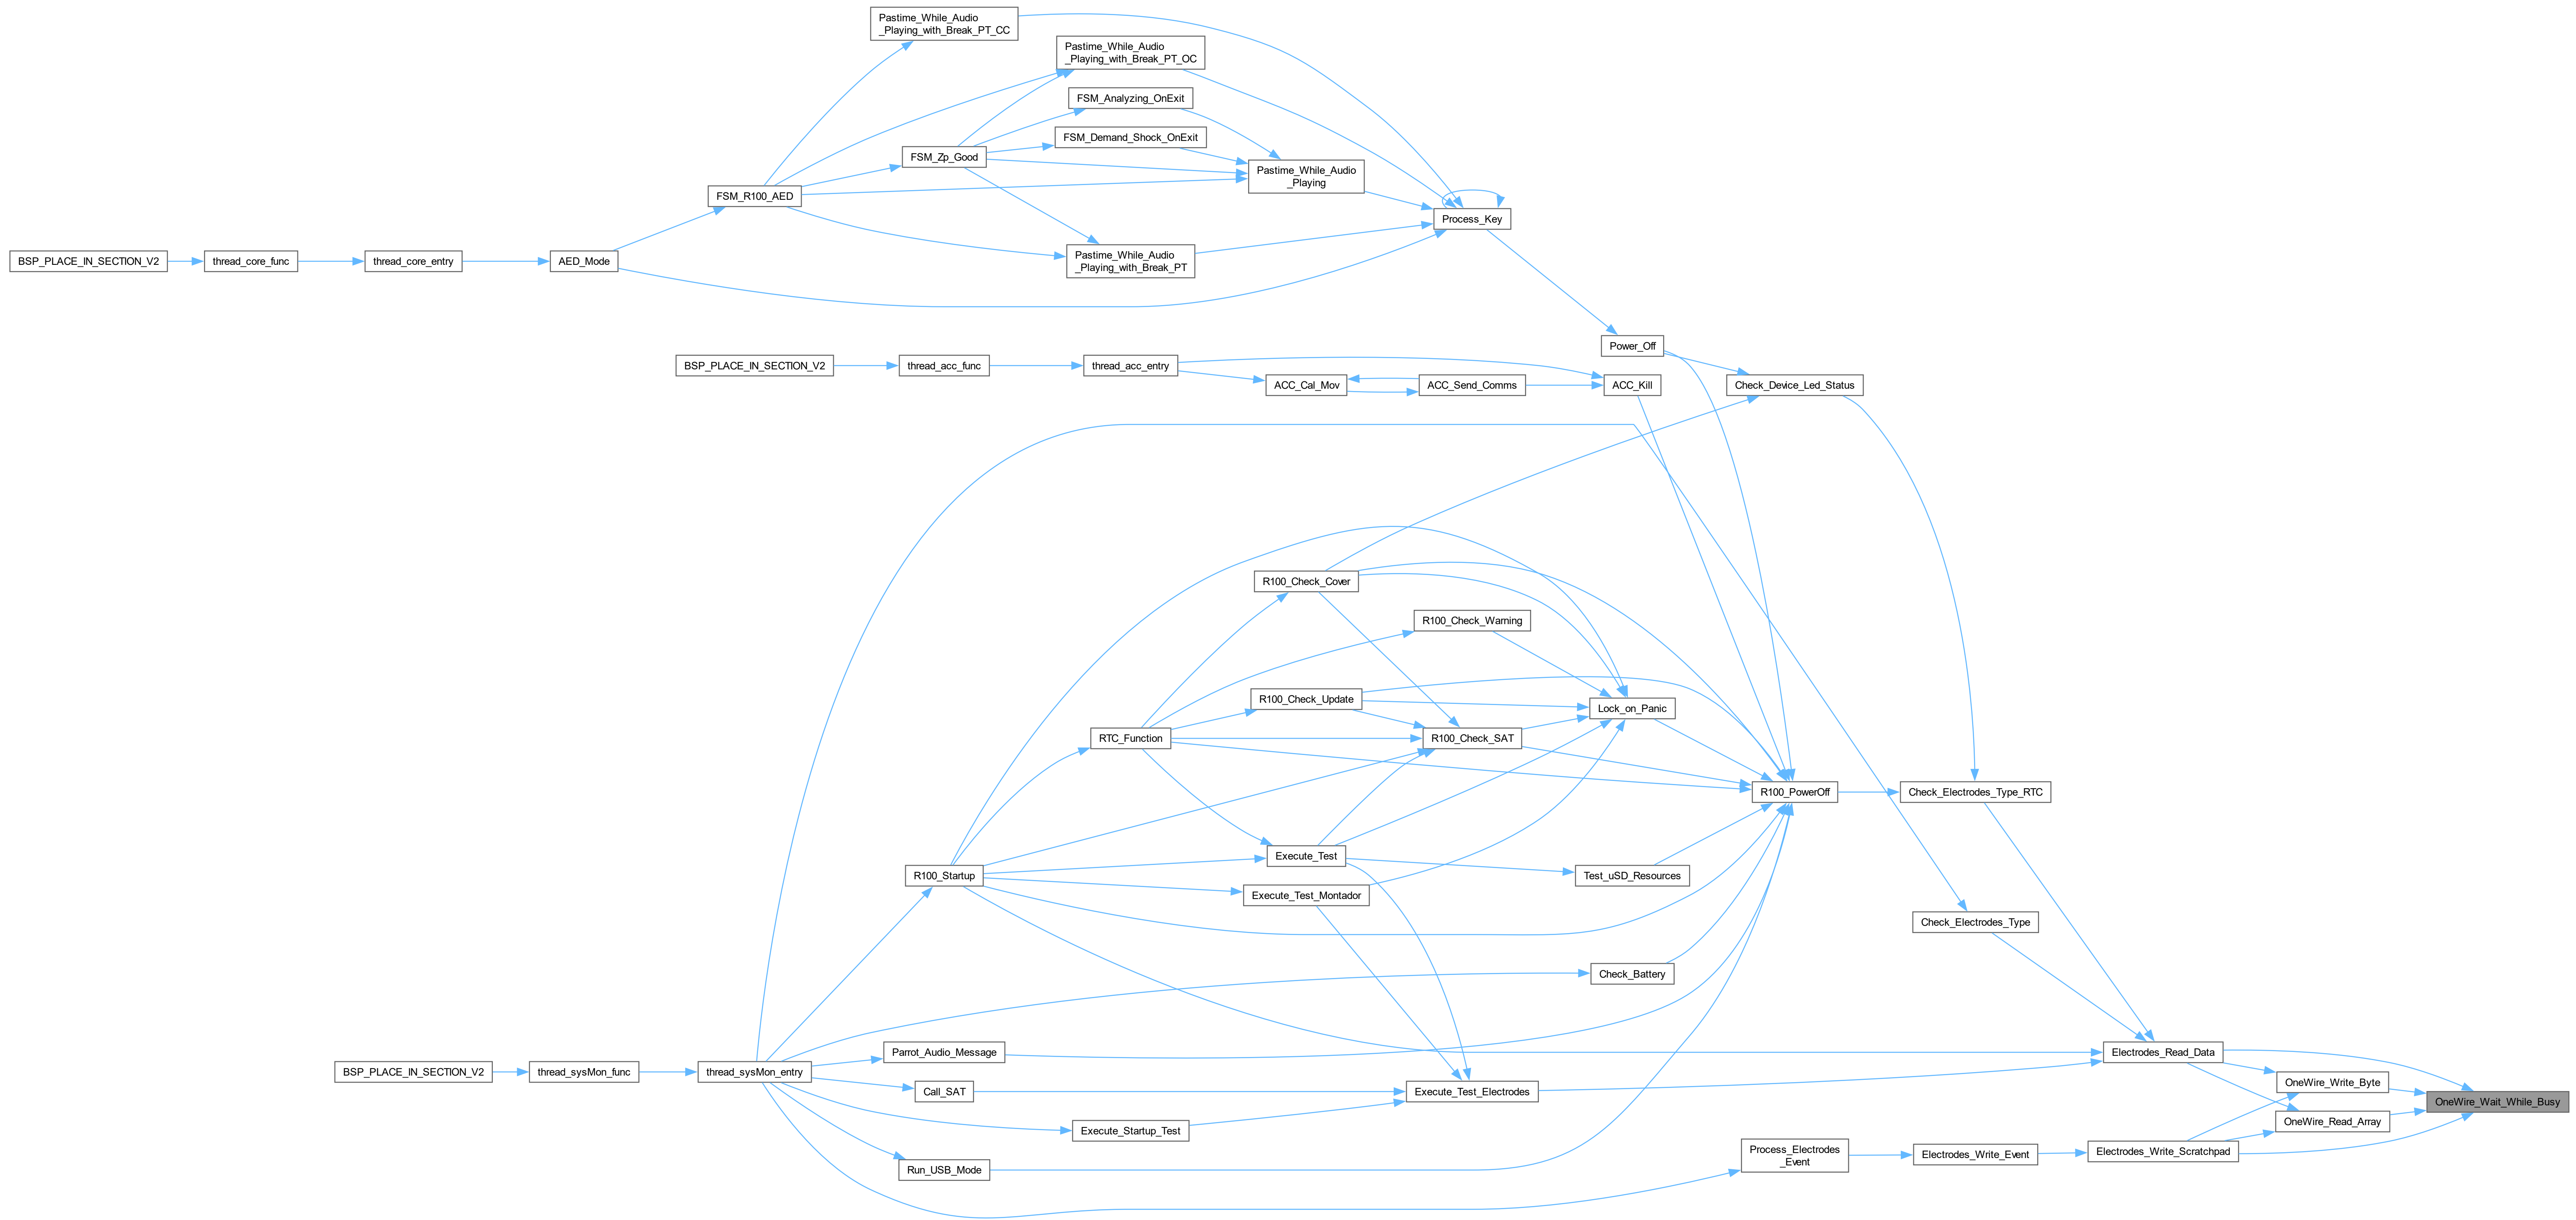 Pastime_While_Audio
_Playing_with_Break_PT_CC
Pastime_While_Audio
_Playing_with_Break_PT_OC
FSM_Analyzing_OnExit
FSM_Demand_Shock_OnExit
FSM_Zp_Good
Pastime_While_Audio
_Playing
FSM_R100_AED
Process_Key
BSP_PLACE_IN_SECTION_V2
thread_core_func
thread_core_entry
AED_Mode
Pastime_While_Audio
_Playing_with_Break_PT
Power_Off
BSP_PLACE_IN_SECTION_V2
thread_acc_func
thread_acc_entry
ACC_Cal_Mov
ACC_Send_Comms
ACC_Kill
Check_Device_Led_Status
R100_Check_Cover
R100_Check_Warning
R100_Check_Update
Lock_on_Panic
RTC_Function
R100_Check_SAT
R100_PowerOff
Check_Electrodes_Type_RTC
Execute_Test
R100_Startup
Test_uSD_Resources
Execute_Test_Montador
Check_Electrodes_Type
Check_Battery
Parrot_Audio_Message
Electrodes_Read_Data
BSP_PLACE_IN_SECTION_V2
thread_sysMon_func
thread_sysMon_entry
OneWire_Write_Byte
Call_SAT
Execute_Test_Electrodes
OneWire_Wait_While_Busy
OneWire_Read_Array
Execute_Startup_Test
Electrodes_Write_Scratchpad
Process_Electrodes
_Event
Electrodes_Write_Event
Run_USB_Mode